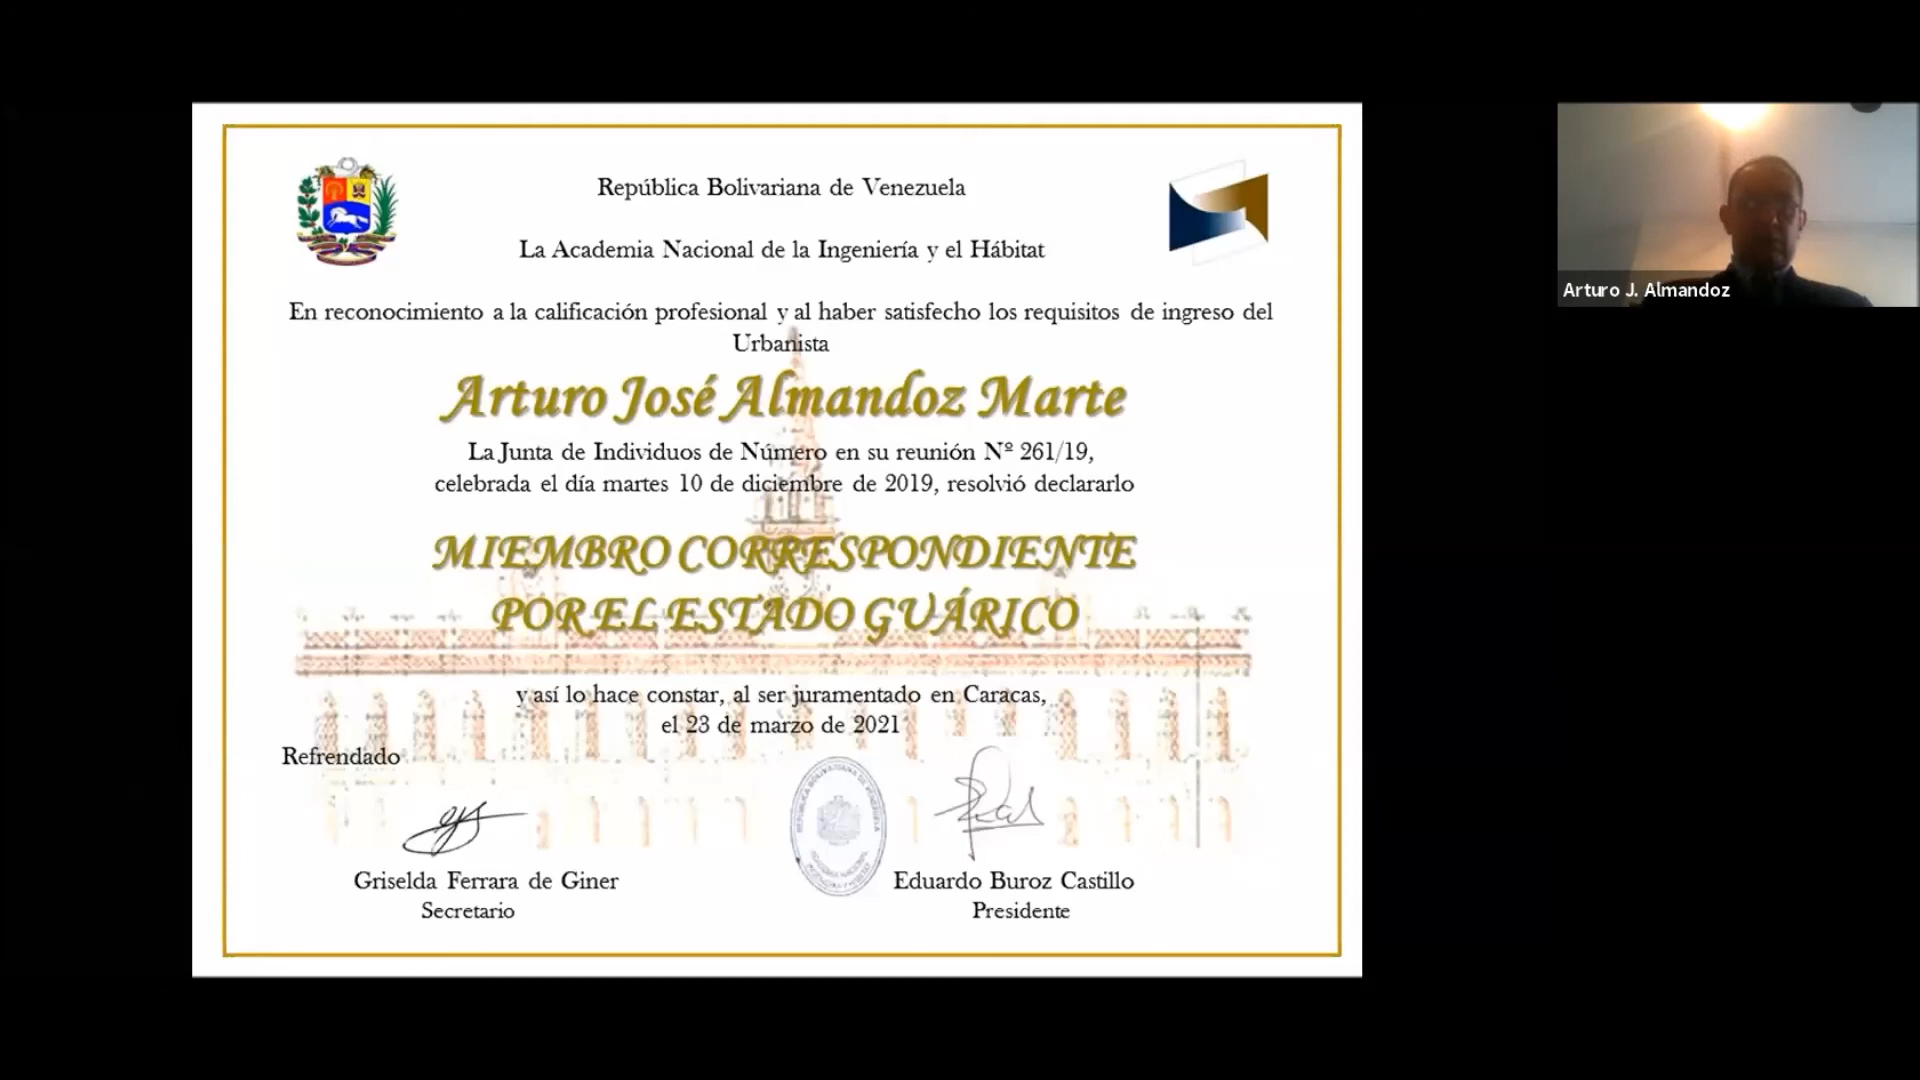 República Bolivariana de Venezuela
La Academia Nacional de la Ingeniería y el Hábitat
En reconocimiento a la calificación profesional y al haber satisfecho los requisitos de ingreso del
Urbanista
Arturo José Almandoz Marte
La Junta de Individuos de Número en su reunión Nº 261/19,
celebrada el día martes 10 de diciembre de 2019, resolvió declararlo
MIEMBRO CORRESPONDIENTE
POR EL ESTADO GUÁRICO
y así lo hace constar, al ser juramentado en Caracas,
el 23 de marzo de 2021
Refrendado
REPÚBLICA BOLIVARIANA DE VENEZUELA
Griselda Ferrara de Giner
Secretario
Eduardo Buroz Castillo
Presidente
Arturo J. Almandoz